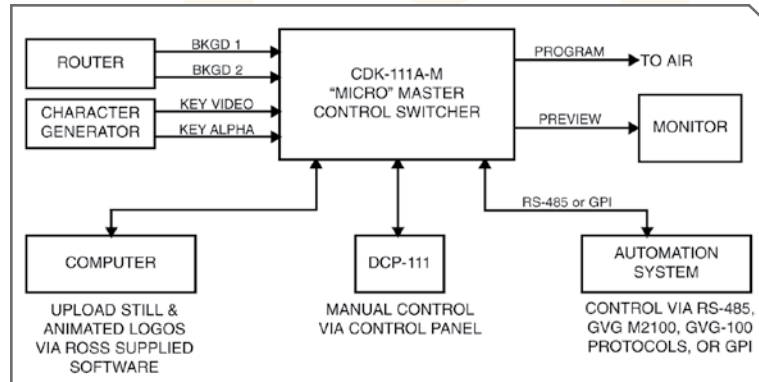 BKGD 1
ROUTER
BKGD 2
CHARACTER
GENERATOR
KEY VIDEO
KEY ALPHA
CDK-111A-M
“MICRO” MASTER
CONTROL SWITCHER
PROGRAM
TO AIR
PREVIEW
MONITOR
RS-485 or GPI
COMPUTER
UPLOAD STILL &
ANIMATED LOGOS
VIA ROSS SUPPLIED
SOFTWARE
DCP-111
MANUAL CONTROL
VIA CONTROL PANEL
AUTOMATION
SYSTEM
CONTROL VIA RS-485,
GVG M2100, GVG-100
PROTOCOLS, OR GPI